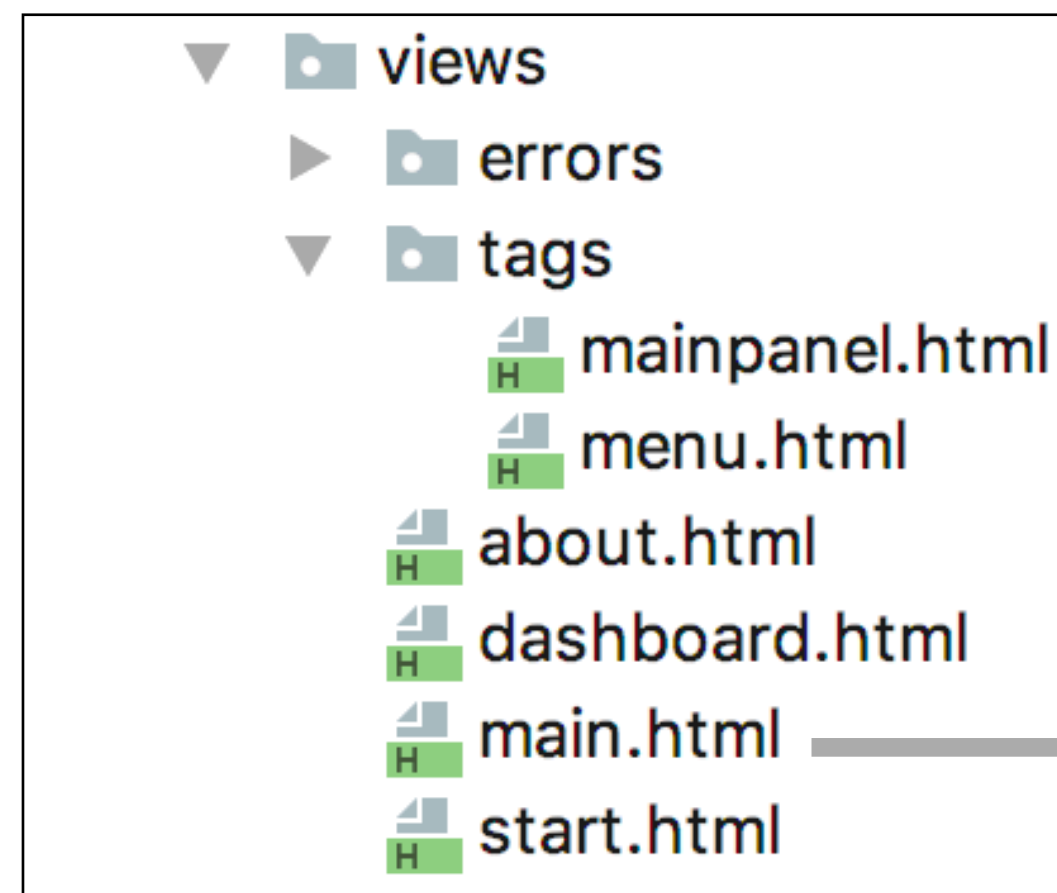 views
errors
tags
H mainpanel.html
H menu.html
H about.html
H dashboard.html
H main.html
H start.html